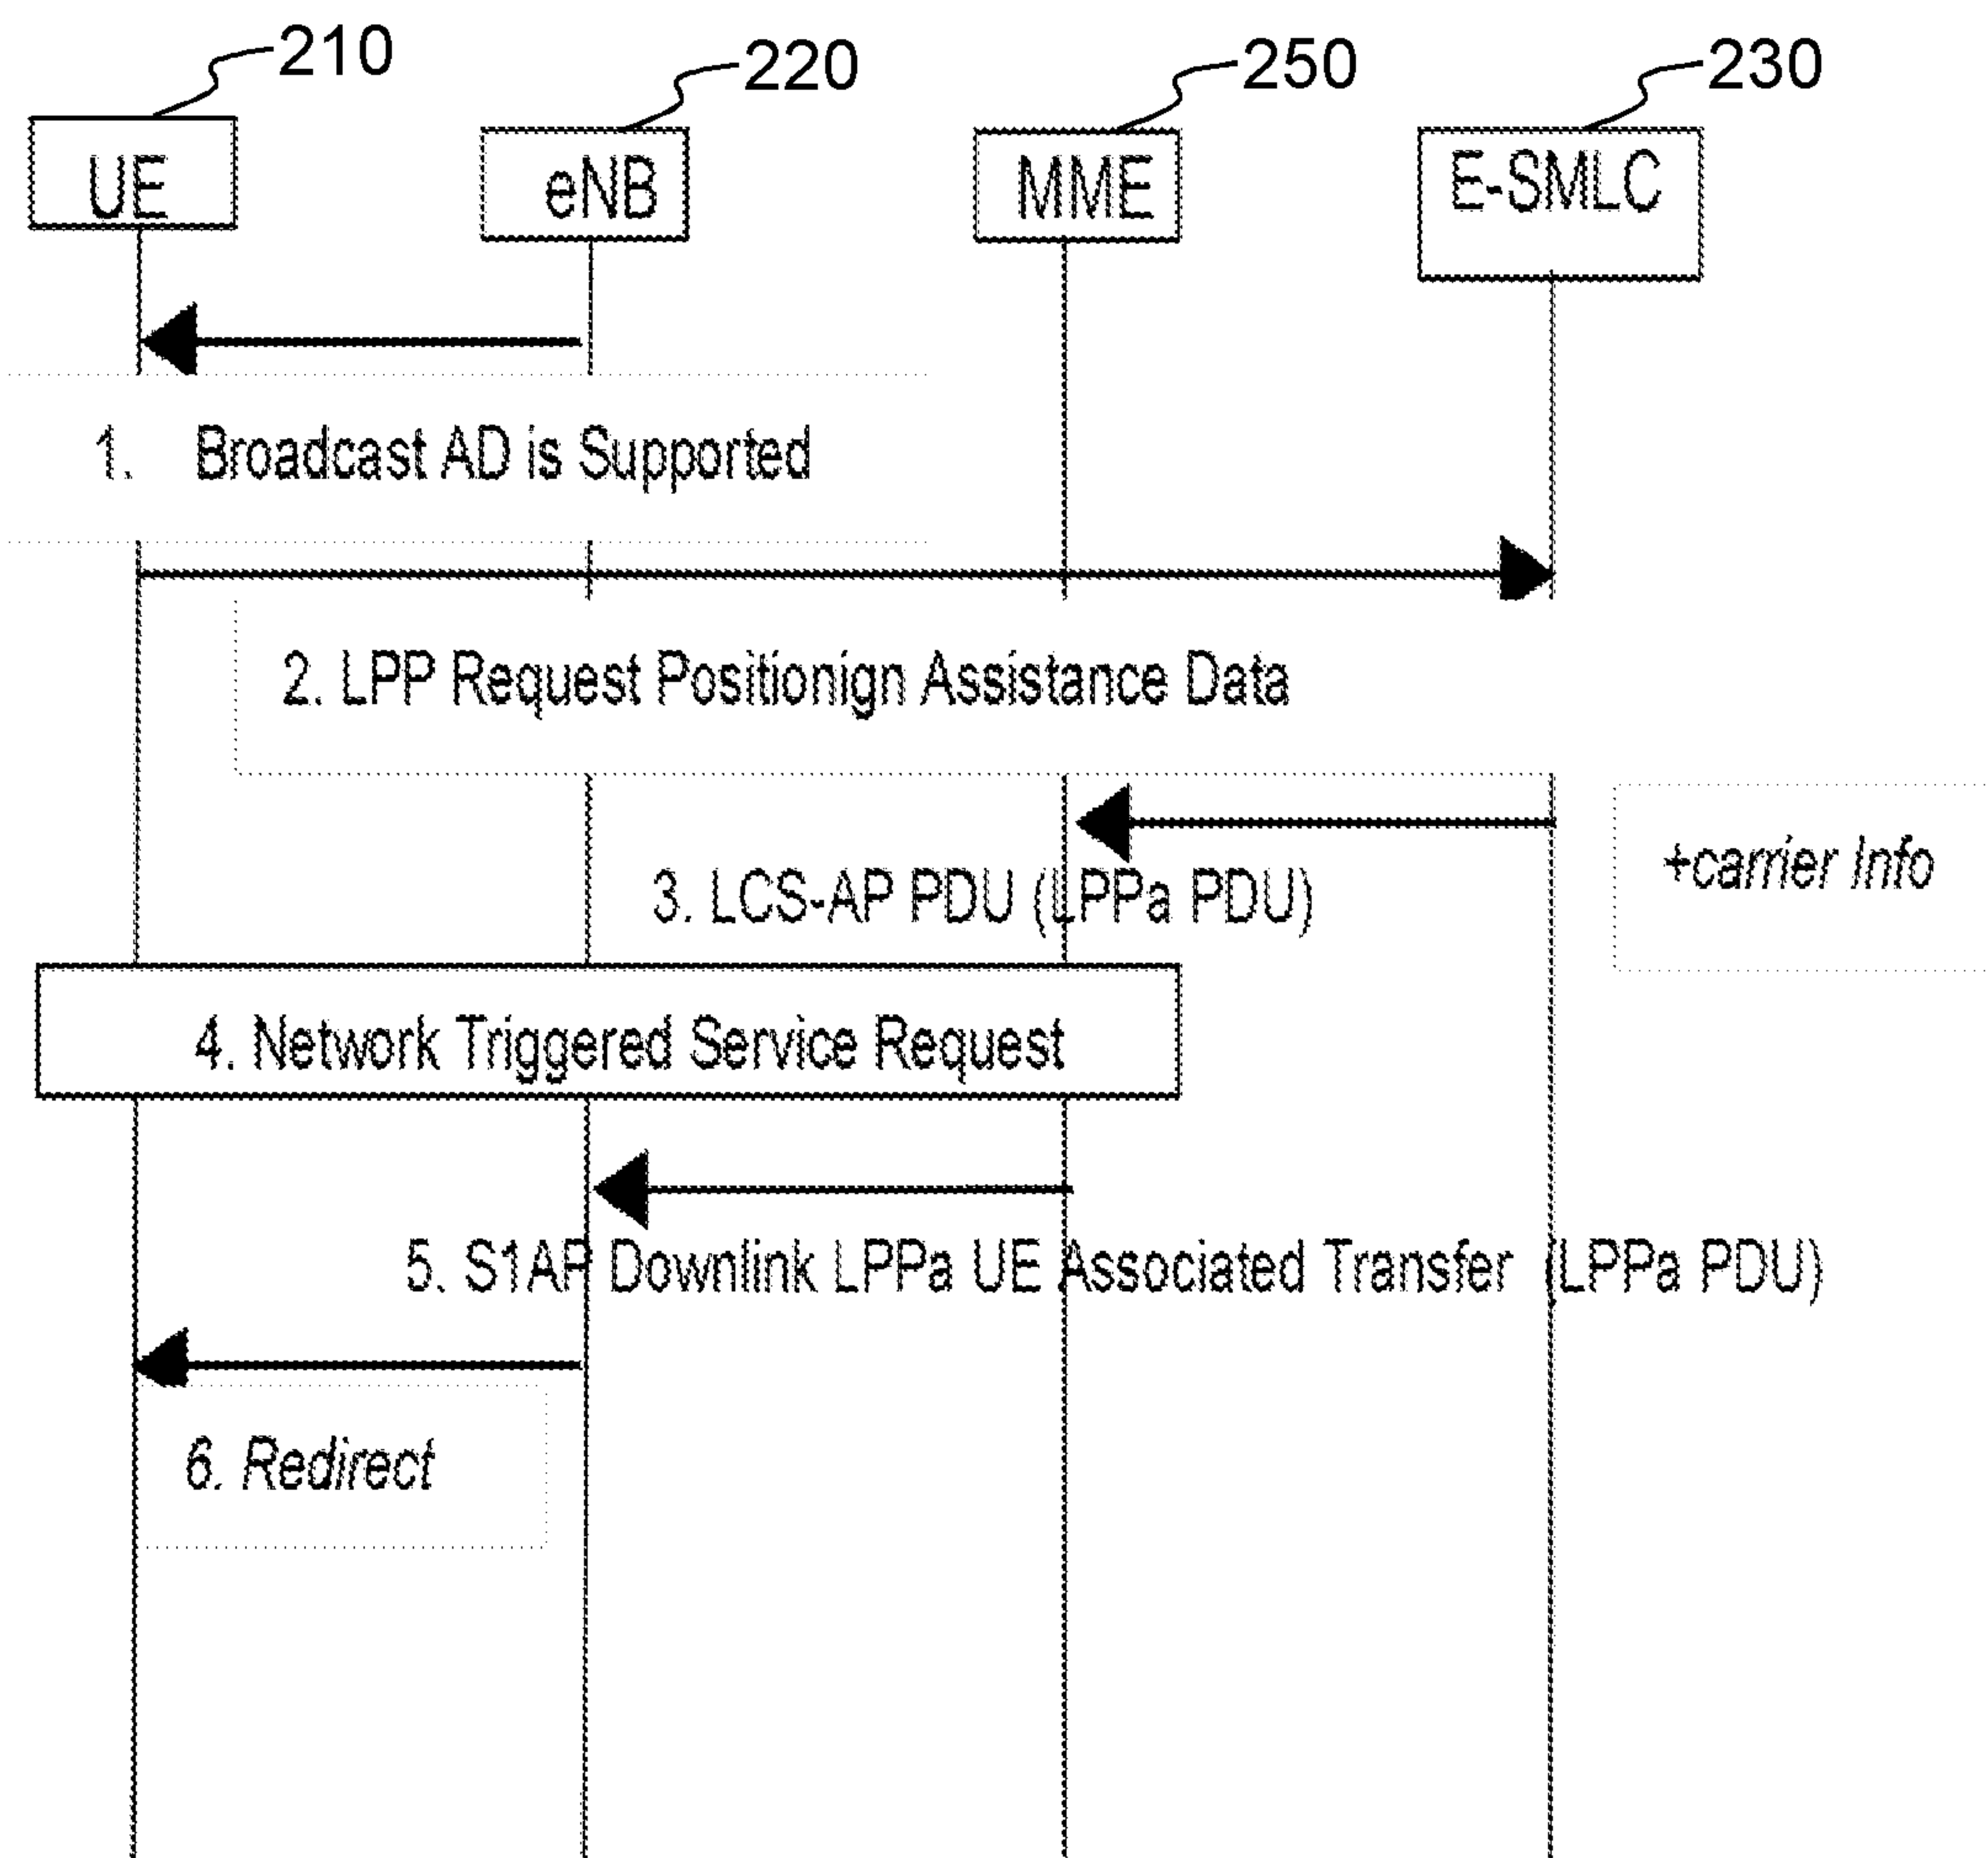 210
220
250
230
UE
eNB
MME
E-SMLC
1. Broadcast AD is Supported
2. LPP Request Positionign Assistance Data
+carrier Info
3. LCS-AP PDU (LPPa PDU)
4. Network Triggered Service Request
5. S1AP Downlink LPPa UE Associated Transfer (LPPa PDU)
6. Redirect